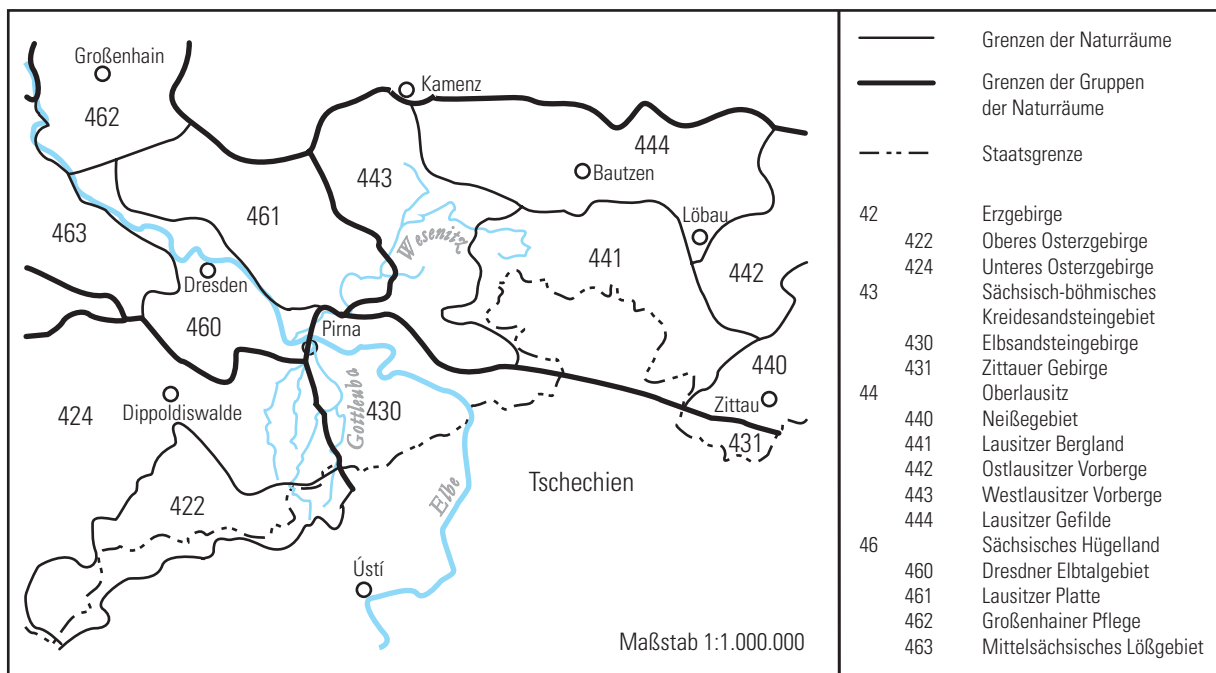 Großenhain
462
Kamenz
444
Bautzen
443
461
Wesenitz
Löbau
463
441
442
Dresden
Pirna
460
440
Zittau
Gottleuba
430
424
Dippoldiswalde
431
Tschechien
422
Elbe
Ústí
Maßstab 1:1.000.000
Grenzen der Naturräume
Grenzen der Gruppen
der Naturräume
Staatsgrenze
42 Erzgebirge
422 Oberes Osterzgebirge
424 Unteres Osterzgebirge
43 Sächsisch-böhmisches
Kreidesandsteingebiet
430 Elbsandsteingebirge
431 Zittauer Gebirge
44 Oberlausitz
440 Neißegebiet
441 Lausitzer Bergland
442 Ostlausitzer Vorberge
443 Westlausitzer Vorberge
444 Lausitzer Gefilde
46 Sächsisches Hügelland
460 Dresdner Elbtalgebiet
461 Lausitzer Platte
462 Großenhainer Pflege
463 Mittelsächsisches Lößgebiet